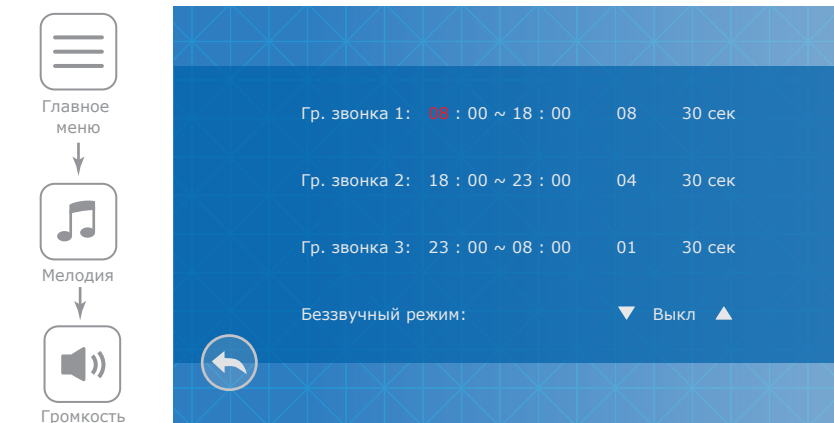 Главное
меню
Мелодия
Громкость
Гр. звонка 1: 08 : 00 ~ 18 : 00 08 30 сек
Гр. звонка 2: 18 : 00 ~ 23 : 00 04 30 сек
Гр. звонка 3: 23 : 00 ~ 08 : 00 01 30 сек
Беззвучный режим: Выкл